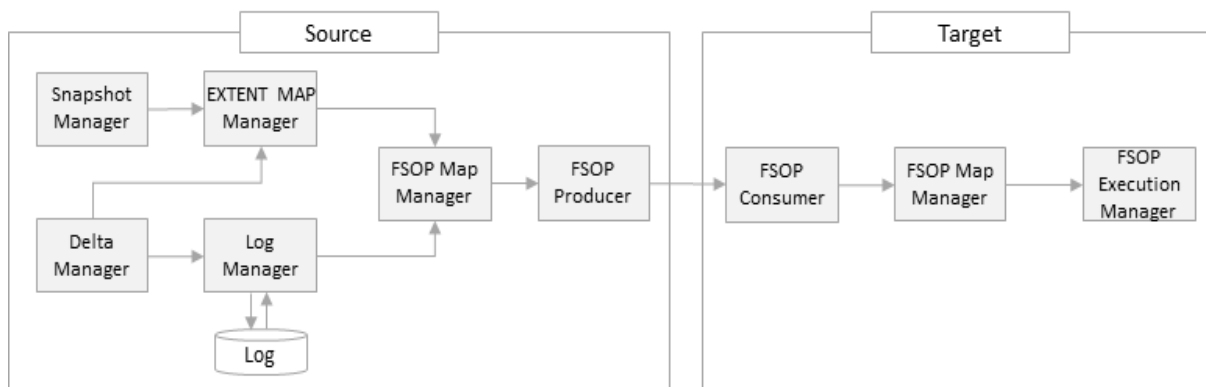 Source
Target
Snapshot
Manager
EXTENT MAP
Manager
FSOP Map
Manager
FSOP
Producer
Delta
Manager
Log
Manager
Log
FSOP
Consumer
FSOP Map
Manager
FSOP
Execution
Manager